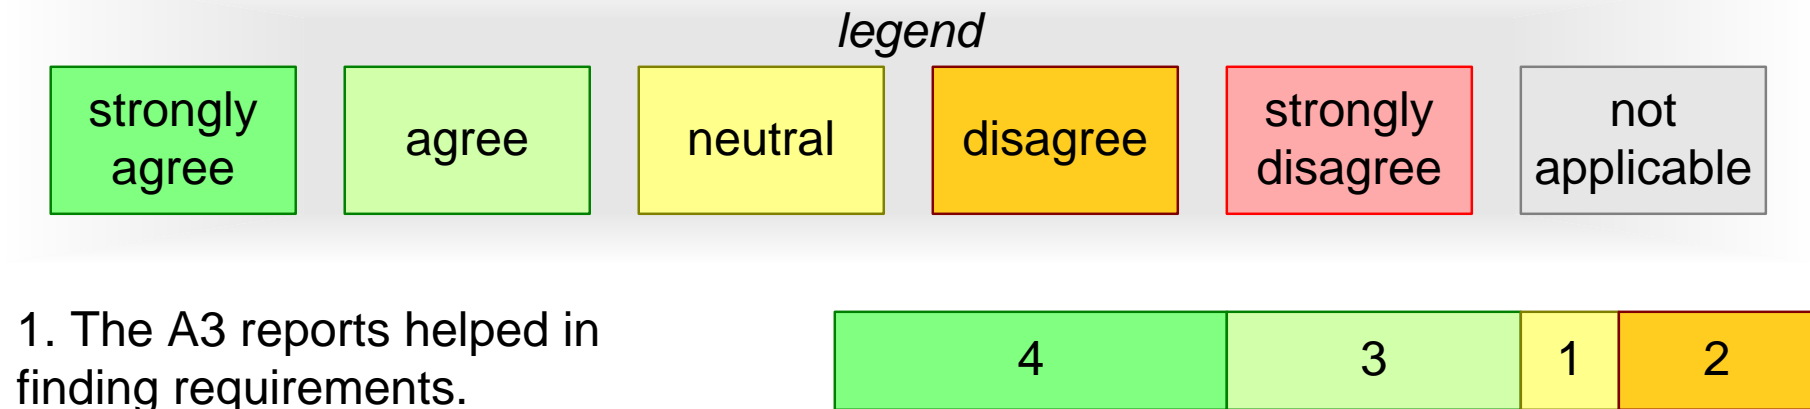 legend
strongly
agree
agree
neutral
disagree
strongly
disagree
not
applicable
1. The A3 reports helped in
finding requirements.
4
3
1
2